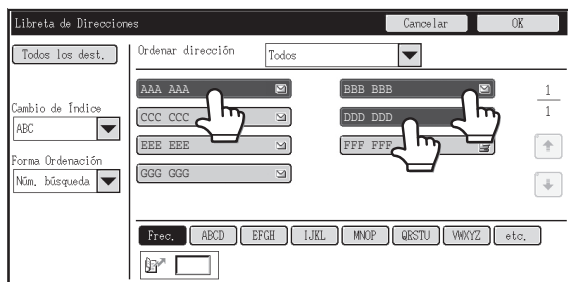 Libreta de Direcciones
Cancelar
OK
Todos los dest.
Ordenar dirección
Todos
AAA AAA
BBB BBB
1
Cambio de Índice
CCC CCC
DDD DDD
1
ABC
EEE EEE
FFF FFF
Forma Ordenación
Núm. búsqueda
GGG GGG
Frec.
ABCD
EFGH
IJKL
MNOP
QRSTU
VWXYZ
etc.